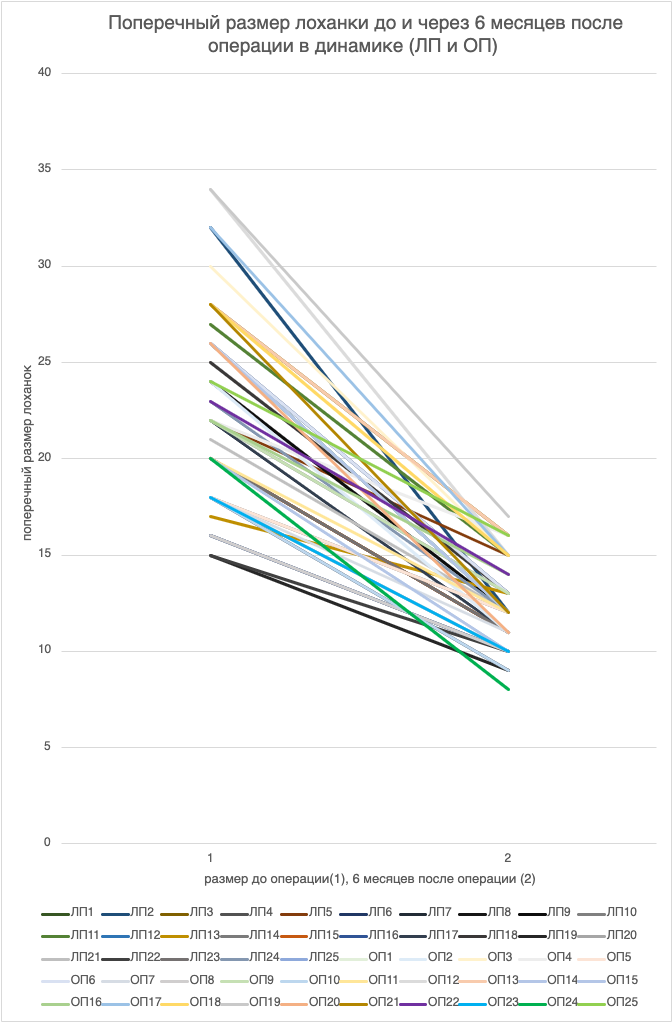 Поперечный размер лоханки до и через 6 месяцев после
операции в динамике (ЛП и ОП)
40
35
30
25
20
15
10
5
0
поперечный размер лоханок
1 2
размер до операции(1), 6 месяцев после операции (2)
ЛП1 ЛП2 ЛП3 ЛП4 ЛП5 ЛП6 ЛП7 ЛП8 ЛП9 ЛП10
ЛП11 ЛП12 ЛП13 ЛП14 ЛП15 ЛП16 ЛП17 ЛП18 ЛП19 ЛП20
ЛП21 ЛП22 ЛП23 ЛП24 ЛП25 ОП1 ОП2 ОП3 ОП4 ОП5
ОП6 ОП7 ОП8 ОП9 ОП10 ОП11 ОП12 ОП13 ОП14 ОП15
ОП16 ОП17 ОП18 ОП19 ОП20 ОП21 ОП22 ОП23 ОП24 ОП25